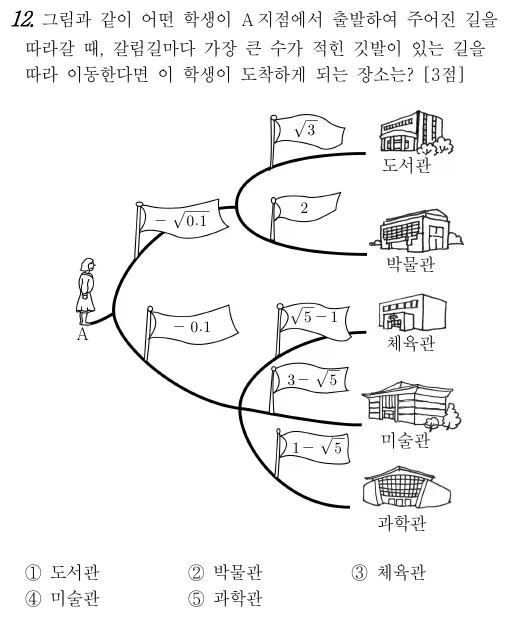 12. 그림과 같이 어떤 학생이 A 지점에서 출발하여 주어진 길을
따라갈 때, 갈림길마다 가장 큰 수가 적힌 깃발이 있는 길을
따라 이동한다면 이 학생이 도착하게 되는 장소는? [3점]
√3
도서관
2
− √0.1
박물관
A
− 0.1
√5 − 1
체육관
3 − √5
미술관
1 − √5
과학관
① 도서관 ② 박물관 ③ 체육관
④ 미술관 ⑤ 과학관